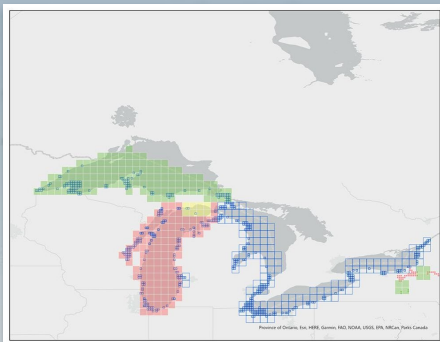 Province of Ontario, Esri, HERE, Garmin, FAO, NOAA, USGS, EPA, NRCan, Parks Canada